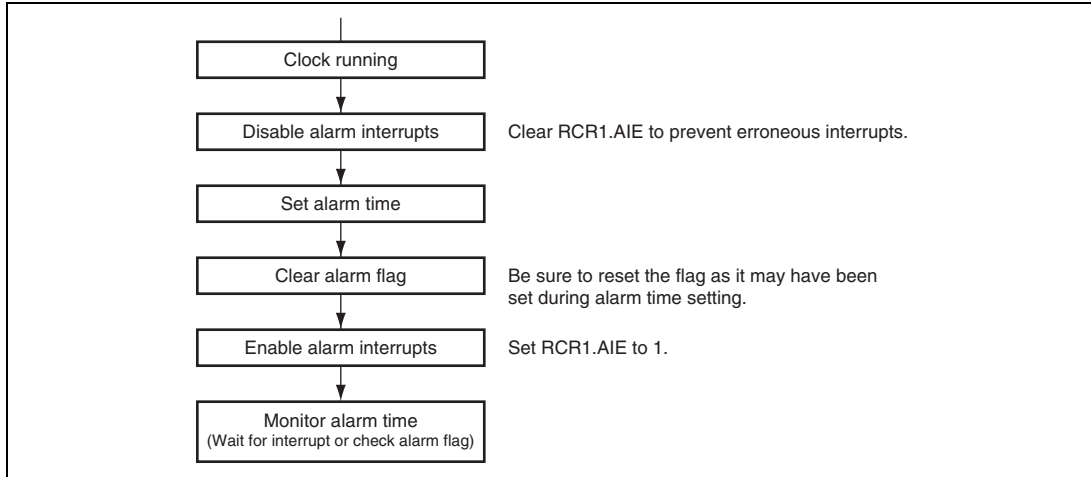 Clock running
Disable alarm interrupts
Clear RCR1.AIE to prevent erroneous interrupts.
Set alarm time
Clear alarm flag
Be sure to reset the flag as it may have been
set during alarm time setting.
Enable alarm interrupts
Set RCR1.AIE to 1.
Monitor alarm time
(Wait for interrupt or check alarm flag)